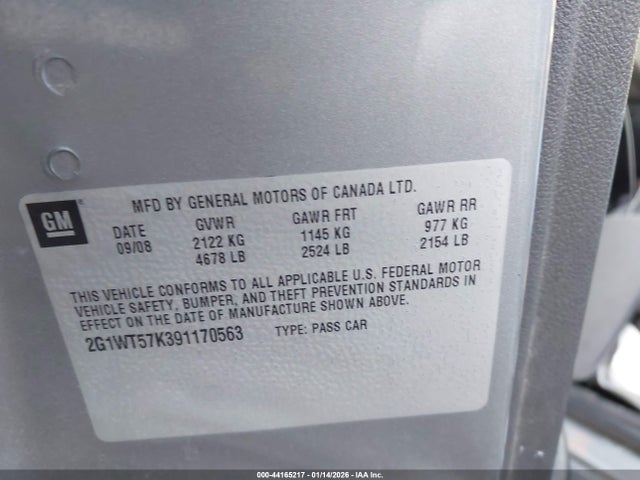 MFD BY GENERAL MOTORS OF CANADA LTD.
GM
DATE GVWR GAWR FRT GAWR RR
09/08 2122 KG 1145 KG 977 KG
4678 LB 2524 LB 2154 LB
THIS VEHICLE CONFORMS TO ALL APPLICABLE U.S. FEDERAL MOTOR
VEHICLE SAFETY, BUMPER, AND THEFT PREVENTION STANDARDS IN
EFFECT ON THE DATE OF MANUFACTURE SHOWN ABOVE.
2G1WT57K391170563 TYPE: PASS CAR
000-44165217 - 01/14/2026 - IAA Inc.